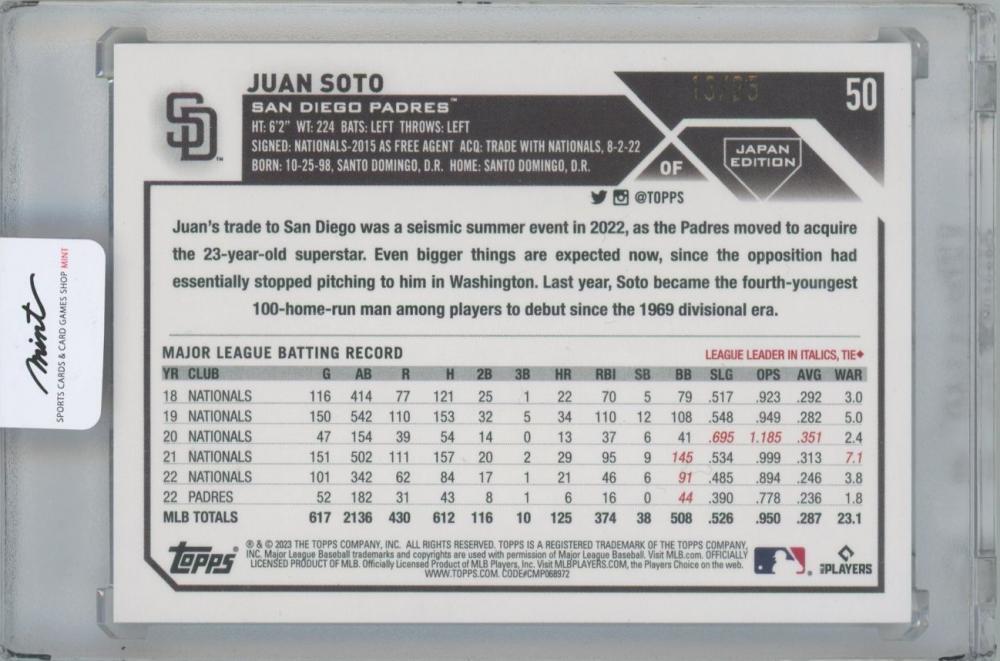 JUAN SOTO
SAN DIEGO PADRES™
HT: 6'2" WT: 224 BATS: LEFT THROWS: LEFT
SIGNED: NATIONALS-2015 AS FREE AGENT ACQ: TRADE WITH NATIONALS, 8-2-22
BORN: 10-25-98, SANTO DOMINGO, D.R. HOME: SANTO DOMINGO, D.R.
50
OF
JAPAN
EDITION
@TOPPS
Juan's trade to San Diego was a seismic summer event in 2022, as the Padres moved to acquire
the 23-year-old superstar. Even bigger things are expected now, since the opposition had
essentially stopped pitching to him in Washington. Last year, Soto became the fourth-youngest
100-home-run man among players to debut since the 1969 divisional era.
MAJOR LEAGUE BATTING RECORD LEAGUE LEADER IN ITALICS, TIE◆
YR CLUB G AB R H 2B 3B HR RBI SB BB SLG OPS AVG WAR
18 NATIONALS 116 414 77 121 25 1 22 70 5 79 .517 .923 .292 3.0
19 NATIONALS 150 542 110 153 32 5 34 110 12 108 .548 .949 .282 5.0
20 NATIONALS 47 154 39 54 14 0 13 37 6 41 .695 1.185 .351 2.4
21 NATIONALS 151 502 111 157 20 2 29 95 9 145 .534 .999 .313 7.1
22 NATIONALS 101 342 62 84 17 1 21 46 6 91 .485 .894 .246 3.8
22 PADRES 52 182 31 43 8 1 6 16 0 44 .390 .778 .236 1.8
MLB TOTALS 617 2136 430 612 116 10 125 374 38 508 .526 .950 .287 23.1
Topps®
® & © 2023 THE TOPPS COMPANY, INC. ALL RIGHTS RESERVED. TOPPS IS A REGISTERED TRADEMARK OF THE TOPPS COMPANY,
INC. Major League Baseball trademarks and copyrights are used with permission of Major League Baseball. Visit MLB.com. OFFICIALLY
LICENSED PRODUCT OF MLB. Officially Licensed Product of MLB Players, Inc. Visit MLBPLAYERS.COM, the Players Choice on the web.
WWW.TOPPS.COM. CODE#CMP068972
PLAYERS
mint
SPORTS CARDS & CARD GAMES SHOP MINT